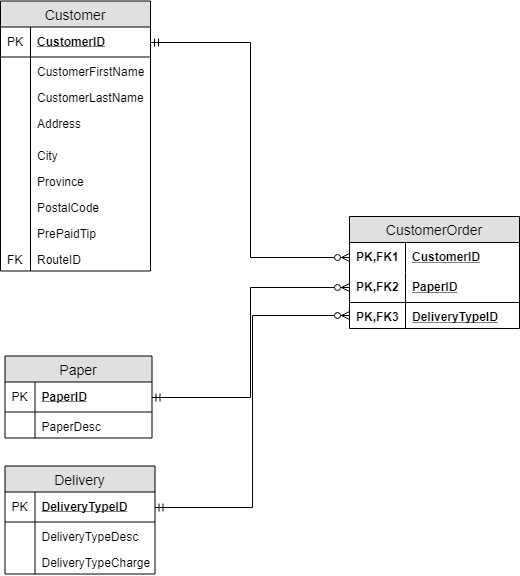 Customer
PK CustomerID
CustomerFirstName
CustomerLastName
Address
City
Province
PostalCode
PrePaidTip
FK RouteID
CustomerOrder
PK,FK1 CustomerID
PK,FK2 PaperID
PK,FK3 DeliveryTypeID
Paper
PK PaperID
PaperDesc
Delivery
PK DeliveryTypeID
DeliveryTypeDesc
DeliveryTypeCharge